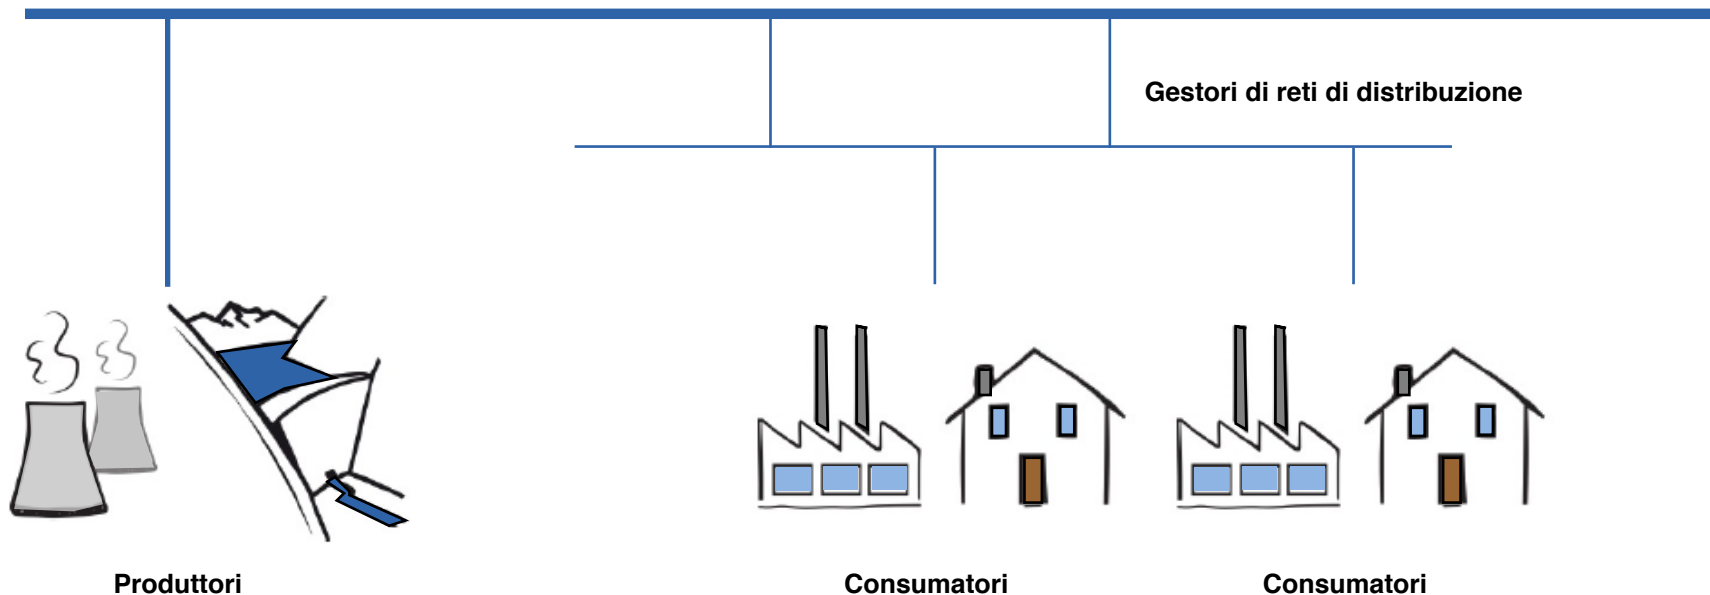 Gestori di reti di distribuzione
Produttori
Consumatori
Consumatori